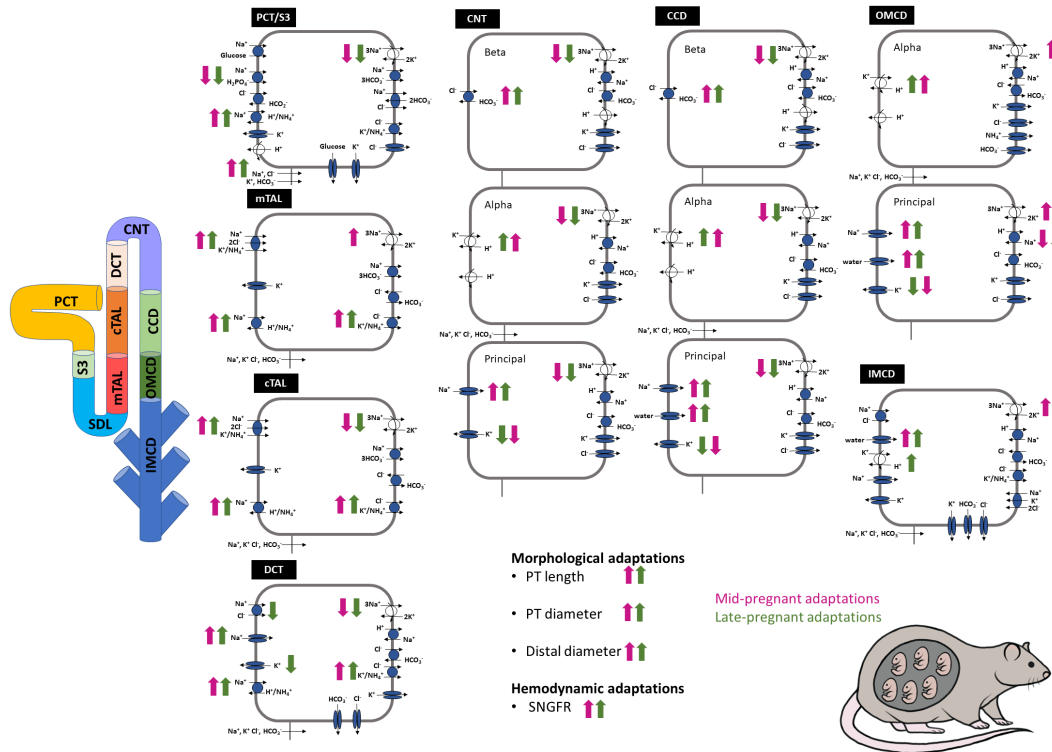 PCT/S3
Na⁺
Glucose
Na⁺
H₂PO₄⁻
Cl⁻
HCO₂⁻
Na⁺
H⁺/NH₄⁺
K⁺
H⁺
Na⁺, Cl⁻
K⁺, HCO₃⁻
Glucose
K⁺
3Na⁺
2K⁺
Na⁺
3HCO₃⁻
Na⁺
2HCO₃⁻
Cl⁻
K⁺/NH₄⁺
Cl⁻
CNT
Beta
Cl⁻
HCO₃⁻
3Na⁺
2K⁺
H⁺
Na⁺
Cl⁻
HCO₃⁻
H⁺
K⁺
Cl⁻
Alpha
K⁺
H⁺
H⁺
Na⁺, K⁺ Cl⁻, HCO₃⁻
3Na⁺
2K⁺
H⁺
Na⁺
Cl⁻
HCO₃⁻
K⁺
Cl⁻
Principal
Na⁺
K⁺
3Na⁺
2K⁺
H⁺
Na⁺
Cl⁻
HCO₃⁻
K⁺
Cl⁻
CCD
Beta
Cl⁻
HCO₃⁻
3Na⁺
2K⁺
H⁺
Na⁺
Cl⁻
HCO₃⁻
H⁺
K⁺
Cl⁻
Alpha
K⁺
H⁺
H⁺
Na⁺, K⁺ Cl⁻, HCO₃⁻
3Na⁺
2K⁺
H⁺
Na⁺
Cl⁻
HCO₃⁻
K⁺
Cl⁻
Principal
Na⁺
water
K⁺
3Na⁺
2K⁺
H⁺
Na⁺
Cl⁻
HCO₃⁻
K⁺
Cl⁻
OMCD
Alpha
K⁺
H⁺
H⁺
Na⁺, K⁺ Cl⁻, HCO₃⁻
3Na⁺
2K⁺
H⁺
Na⁺
Cl⁻
HCO₃⁻
K⁺
Cl⁻
NH₄⁺
HCO₃⁻
Principal
Na⁺
water
K⁺
3Na⁺
2K⁺
H⁺
Na⁺
Cl⁻
HCO₃⁻
K⁺
Cl⁻
mTAL
Na⁺
2Cl⁻
K⁺/NH₄⁺
K⁺
Na⁺
H⁺/NH₄⁺
Na⁺, K⁺ Cl⁻, HCO₃⁻
3Na⁺
2K⁺
Na⁺
3HCO₃⁻
Cl⁻
HCO₃⁻
Cl⁻
K⁺/NH₄⁺
CNT
DCT
PCT
cTAL
CCD
S3
mTAL
OMCD
SDL
IMCD
cTAL
Na⁺
2Cl⁻
K⁺/NH₄⁺
K⁺
Na⁺
H⁺/NH₄⁺
Na⁺, K⁺ Cl⁻, HCO₃⁻
3Na⁺
2K⁺
Na⁺
3HCO₃⁻
Cl⁻
HCO₃⁻
Cl⁻
K⁺/NH₄⁺
IMCD
Na⁺
Cl⁻
water
K⁺
H⁺
Na⁺
K⁺
Na⁺, K⁺ Cl⁻, HCO₃⁻
K⁺
HCO₃⁻
Cl⁻
3Na⁺
2K⁺
H⁺
Na⁺
Cl⁻
HCO₃⁻
Cl⁻
K⁺/NH₄⁺
Na⁺
K⁺
2Cl⁻
DCT
Na⁺
Cl⁻
Na⁺
K⁺
Na⁺
H⁺/NH₄⁺
Na⁺, K⁺ Cl⁻, HCO₃⁻
HCO₃⁻
Cl⁻
3Na⁺
2K⁺
H⁺
Na⁺
Cl⁻
HCO₃⁻
Cl⁻
K⁺/NH₄⁺
K⁺
Morphological adaptations
• PT length
• PT diameter
• Distal diameter
Hemodynamic adaptations
• SNGFR
Mid-pregnant adaptations
Late-pregnant adaptations